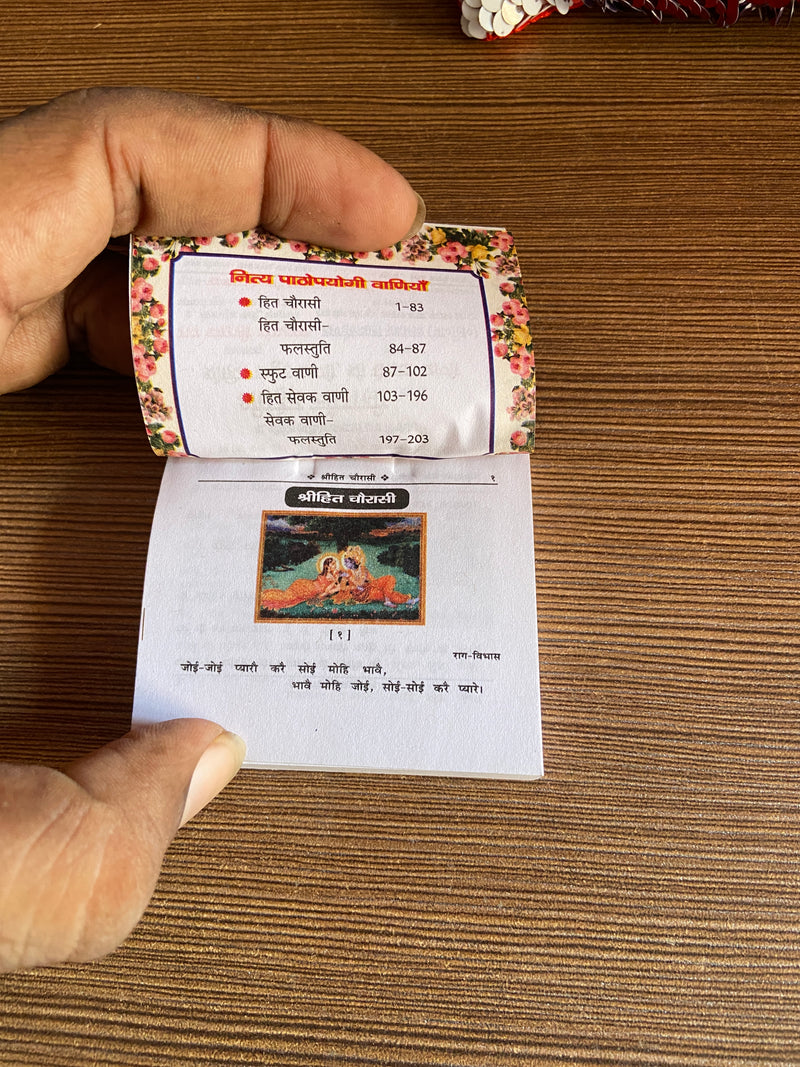 नित्य पाठोपयोगी वाणियाँ
हित चौरासी 1–83
हित चौरासी–
फलस्तुति 84–87
स्फुट वाणी 87–102
हित सेवक वाणी 103–196
सेवक वाणी–
फलस्तुति 197–203
❖ श्रीहित चौरासी ❖ १
श्रीहित चौरासी
[ १ ]
राग-विभास
जोई-जोई प्यारौ करै सोई मोहि भावै,
भावै मोहि जोई, सोई-सोई करै प्यारे।